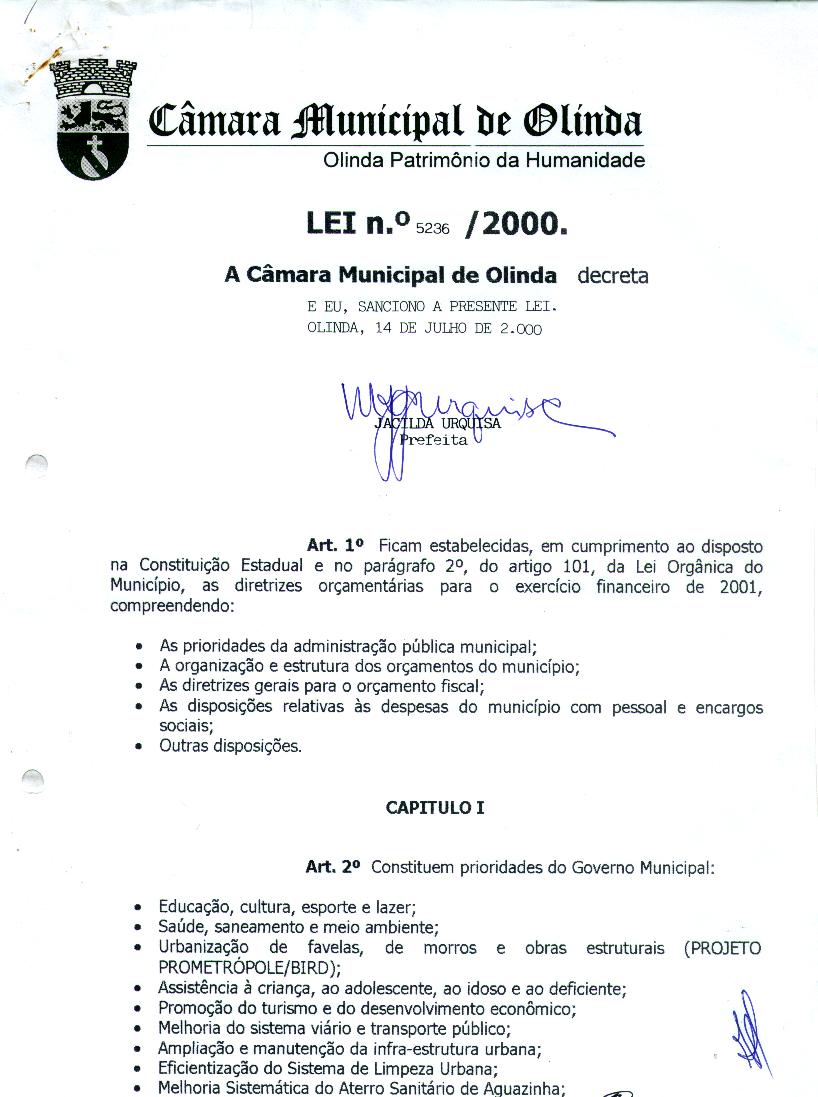 Câmara Municipal de Olinda
Olinda Patrimônio da Humanidade
LEI n.º 5236 /2000.
A Câmara Municipal de Olinda decreta
E EU, SANCIONO A PRESENTE LEI.
OLINDA, 14 DE JULHO DE 2.000
JACILDA URQUISA
Prefeita
Art. 1º Ficam estabelecidas, em cumprimento ao disposto
na Constituição Estadual e no parágrafo 2º, do artigo 101, da Lei Orgânica do
Município, as diretrizes orçamentárias para o exercício financeiro de 2001,
compreendendo:
• As prioridades da administração pública municipal;
• A organização e estrutura dos orçamentos do município;
• As diretrizes gerais para o orçamento fiscal;
• As disposições relativas às despesas do município com pessoal e encargos
sociais;
• Outras disposições.
CAPITULO I
Art. 2º Constituem prioridades do Governo Municipal:
• Educação, cultura, esporte e lazer;
• Saúde, saneamento e meio ambiente;
• Urbanização de favelas, de morros e obras estruturais (PROJETO
PROMETRÓPOLE/BIRD);
• Assistência à criança, ao adolescente, ao idoso e ao deficiente;
• Promoção do turismo e do desenvolvimento econômico;
• Melhoria do sistema viário e transporte público;
• Ampliação e manutenção da infra-estrutura urbana;
• Eficientização do Sistema de Limpeza Urbana;
• Melhoria Sistemática do Aterro Sanitário de Aguazinha;